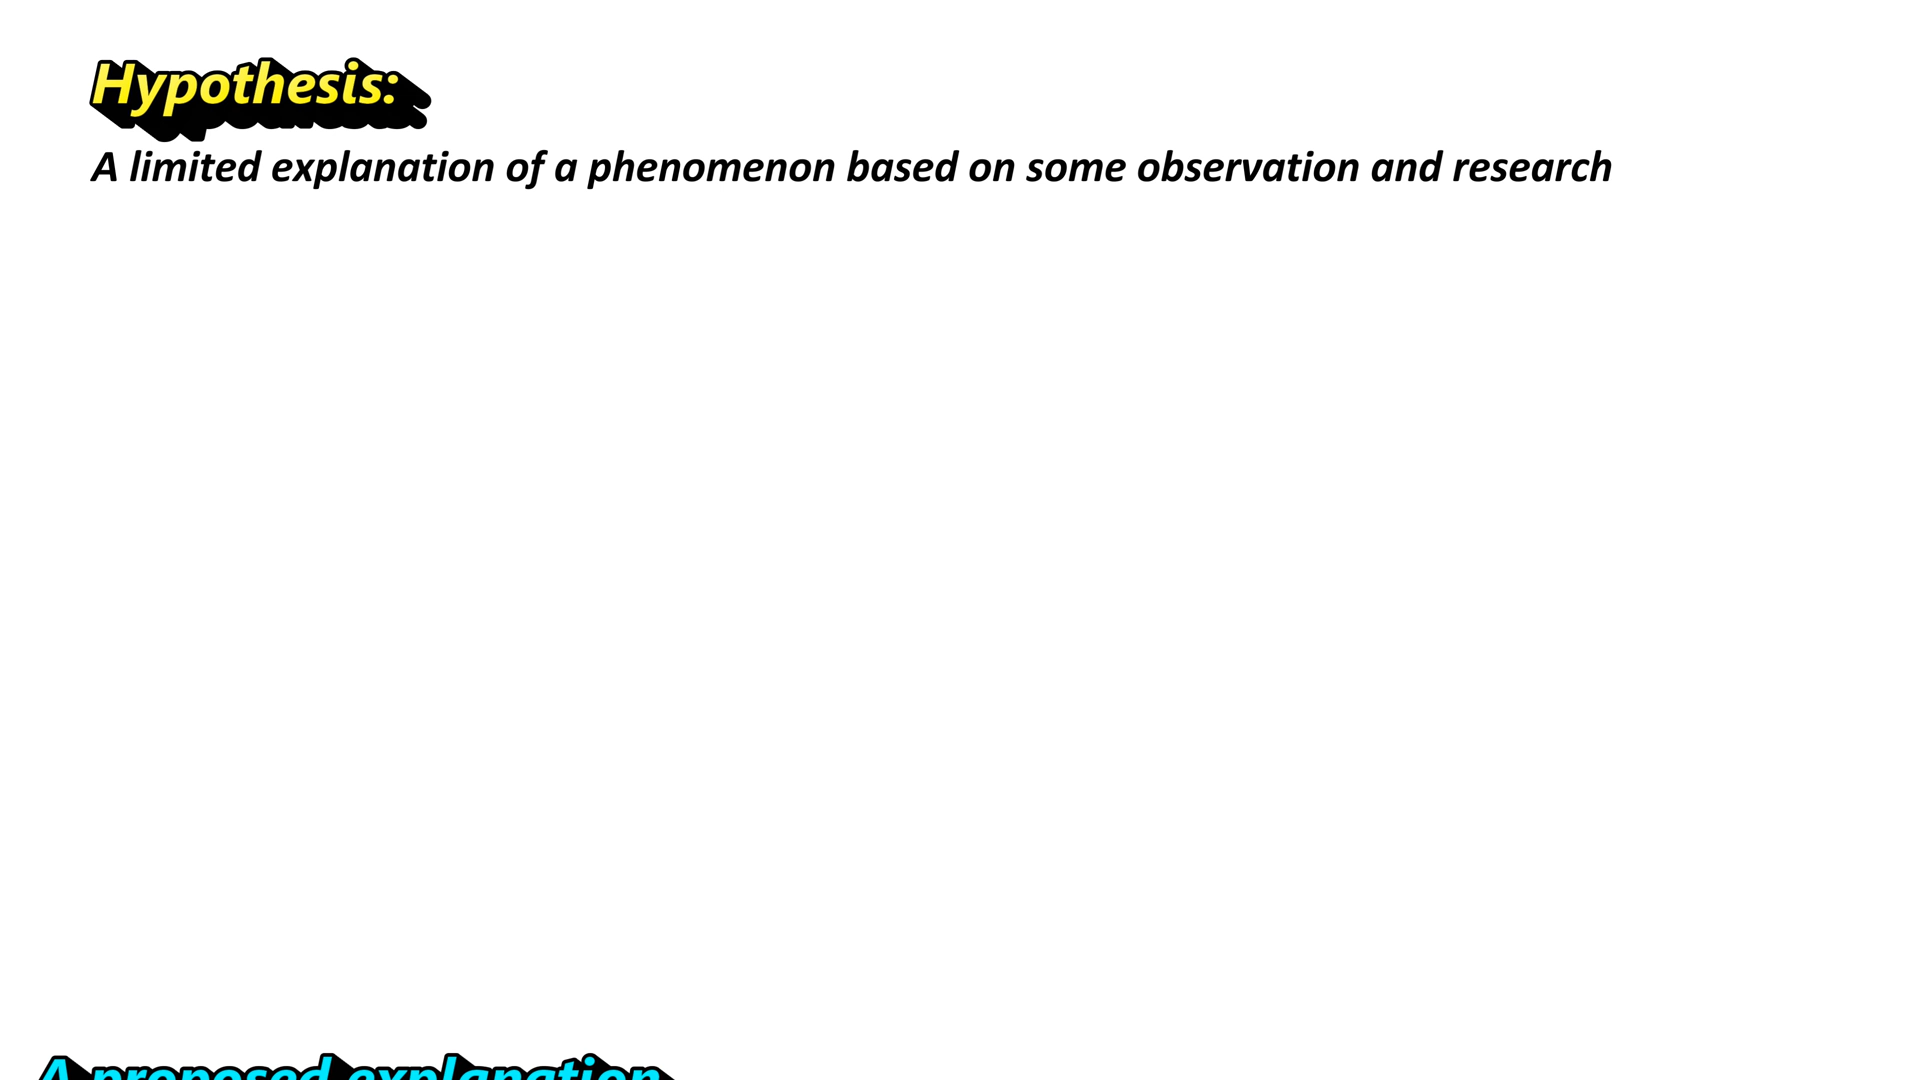 Hypothesis:
A limited explanation of a phenomenon based on some observation and research
A proposed explanation